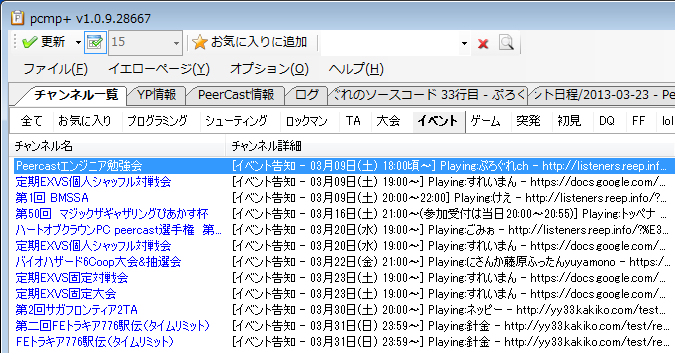 pcmp+ v1.0.9.28667
更新 15 お気に入りに追加
ファイル(F) イエローページ(Y) オプション(O) ヘルプ(H)
チャンネル一覧 YP情報 PeerCast情報 ログ ぐれのソースコード 33行目 - ぷろぐ ント日程/2013-03-23 - Pe
全て お気に入り プログラミング シューティング ロックマン TA 大会 イベント ゲーム 突発 初見 DQ FF lol
チャンネル名 チャンネル詳細
Peercastエンジニア勉強会 [イベント告知 - 03月09日(土) 18:00頃～] Playing:ぷろぐれch - http://listeners.reep.info...
定期EXVS個人シャッフル対戦会 [イベント告知 - 03月09日(土) 19:00～] Playing:すれいまん - https://docs.google.com/...
第1回 BMSSA [イベント告知 - 03月09日(土) 20:00～22:00] Playing:けえ - http://listeners.reep.info/?...
第50回 マジックザギャザリングぴあかす杯 [イベント告知 - 03月16日(土) 21:00～(参加受付は当日20:00～20:55)] Playing:トッペナ
ハートオブクラウンPC peercast選手権 第... [イベント告知 - 03月20日(水) 19:00～] Playing:ごみぉ - http://listeners.reep.info/?%E3...
定期EXVS個人シャッフル対戦会 [イベント告知 - 03月20日(水) 19:00～] Playing:すれいまん - https://docs.google.com/...
バイオハザード6Coop大会&抽選会 [イベント告知 - 03月22日(金) 21:00～] Playing:にさんか藤原ふったんyuyamono - ...
定期EXVS固定対戦会 [イベント告知 - 03月23日(土) 19:00～] Playing:すれいまん - https://docs.google.com/...
定期EXVS固定大会 [イベント告知 - 03月30日(土) 19:00～] Playing:すれいまん - https://docs.google.com/...
第2回サガフロンティア2TA [イベント告知 - 03月30日(土) 20:00～] Playing:ネッピー - http://yy33.kakiko.com/test/...
第二回FEトラキア776駅伝(タイムリミット) [イベント告知 - 03月31日(日) 23:59～] Playing:針金 - http://yy33.kakiko.com/test/re...
FEトラキア776駅伝(タイムリミット) [イベント告知 - 03月31日(日) 23:59～] Playing:針金 - http://yy33.kakiko.com/test/re...